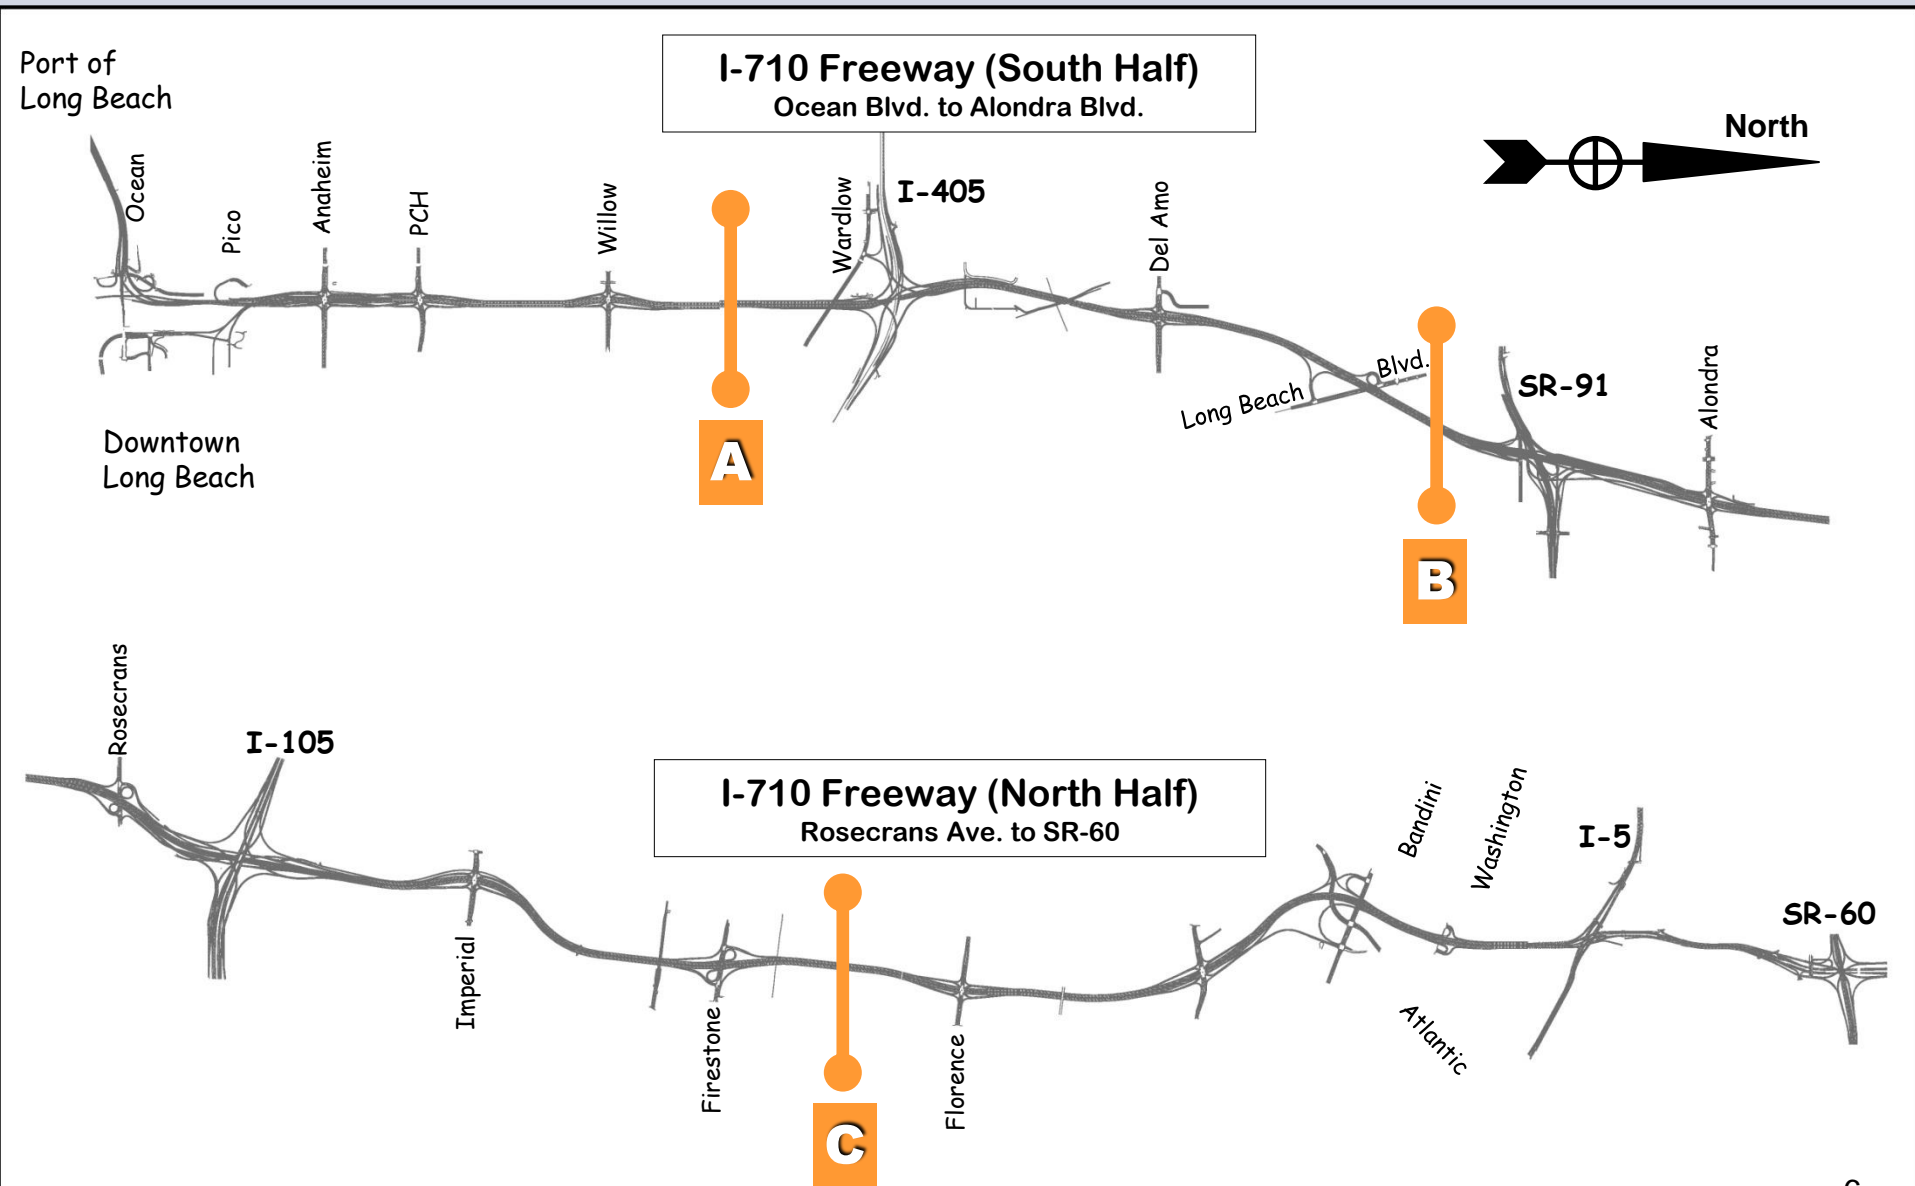 Port of
Long Beach
I-710 Freeway (South Half)
Ocean Blvd. to Alondra Blvd.
North
Ocean
Pico
Anaheim
PCH
Willow
Wardlow
I-405
Del Amo
Long Beach Blvd.
SR-91
Alondra
Downtown
Long Beach
A
B
Rosecrans
I-105
I-710 Freeway (North Half)
Rosecrans Ave. to SR-60
Imperial
Firestone
Florence
Bandini
Washington
Atlantic
I-5
SR-60
C